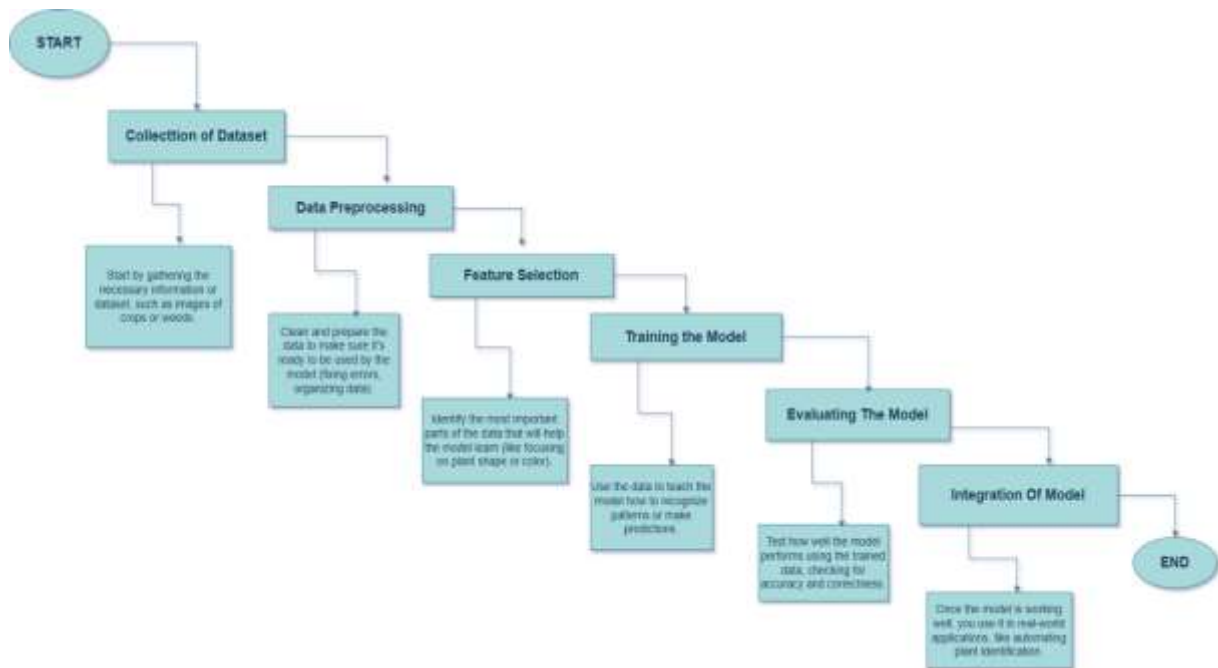 START
Collecttion of Dataset
Start by gathering the
necessary information or
dataset, such as images of
crops or weeds.
Data Preprocessing
Clean and prepare the
data to make sure it's
ready to be used by the
model (fixing errors,
organizing data).
Feature Selection
Identify the most important
parts of the data that will help
the model learn (like focusing
on plant shape or color).
Training the Model
Use the data to teach the
model how to recognize
patterns or make
predictions.
Evaluating The Model
Test how well the model
performs using the trained
data, checking for
accuracy and correctness.
Integration Of Model
Once the model is working
well, you use it in real-world
applications, like automating
plant identification.
END